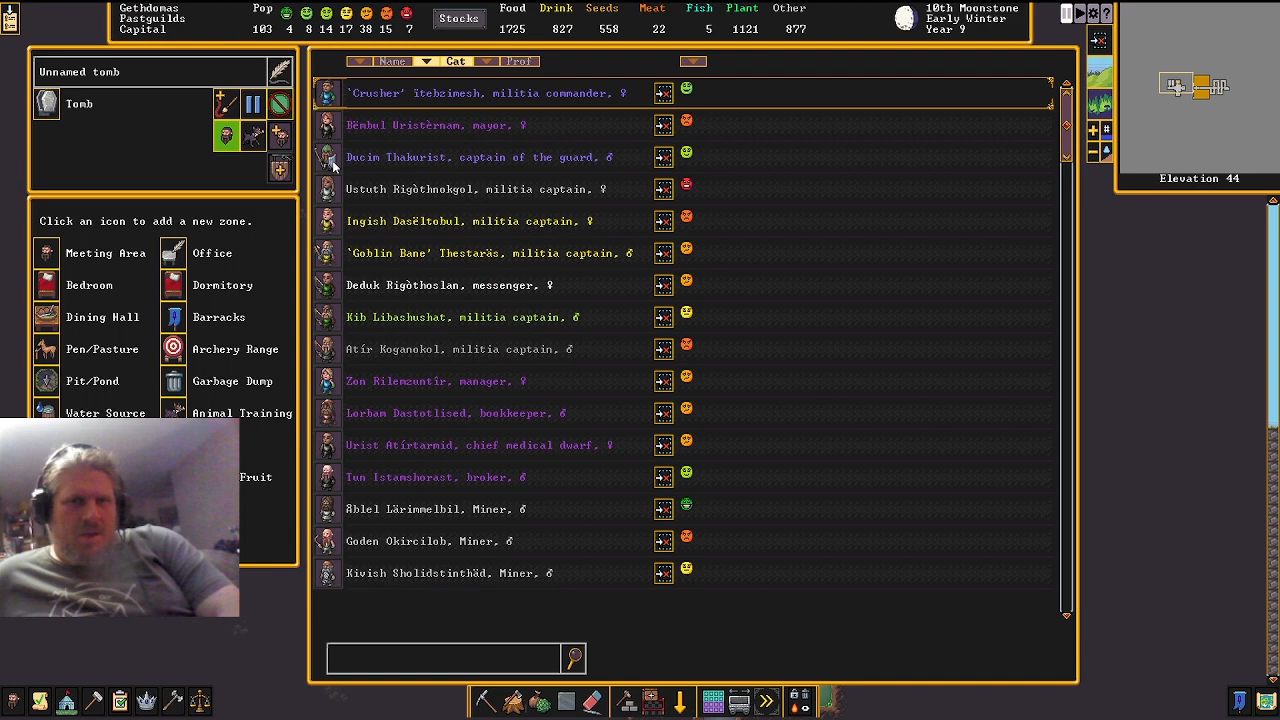 Gethdomas
Pastguilds
Capital
Pop
103 4 8 14 17 38 15 7
Stocks
Food Drink Seeds Meat Fish Plant Other
1725 827 558 22 5 1121 877
10th Moonstone
Early Winter
Year 9
Unnamed tomb
Tomb
Click an icon to add a new zone.
Meeting Area Office
Bedroom Dormitory
Dining Hall Barracks
Pen/Pasture Archery Range
Pit/Pond Garbage Dump
Water Source Animal Training
Fruit
Name Cat Prof
`Crusher' Itebzimesh, militia commander, ♀
Bëmbul Uristèrnam, mayor, ♀
Ducim Thakurist, captain of the guard, ♂
Ustuth Rigòthnokgol, militia captain, ♀
Ingish Dasëltobul, militia captain, ♀
`Goblin Bane' Thestaräs, militia captain, ♂
Deduk Rigòthoslan, messenger, ♀
Kib Libashushat, militia captain, ♂
Atír Koganokol, militia captain, ♂
Zon Rilemzuntîr, manager, ♀
Lorbam Dastotlised, bookkeeper, ♂
Urist Atírtarmid, chief medical dwarf, ♀
Tun Istamshorast, broker, ♂
Åblel Lärimmelbil, Miner, ♂
Goden Okircilob, Miner, ♂
Kivish Sholidstinthäd, Miner, ♂
Elevation 44